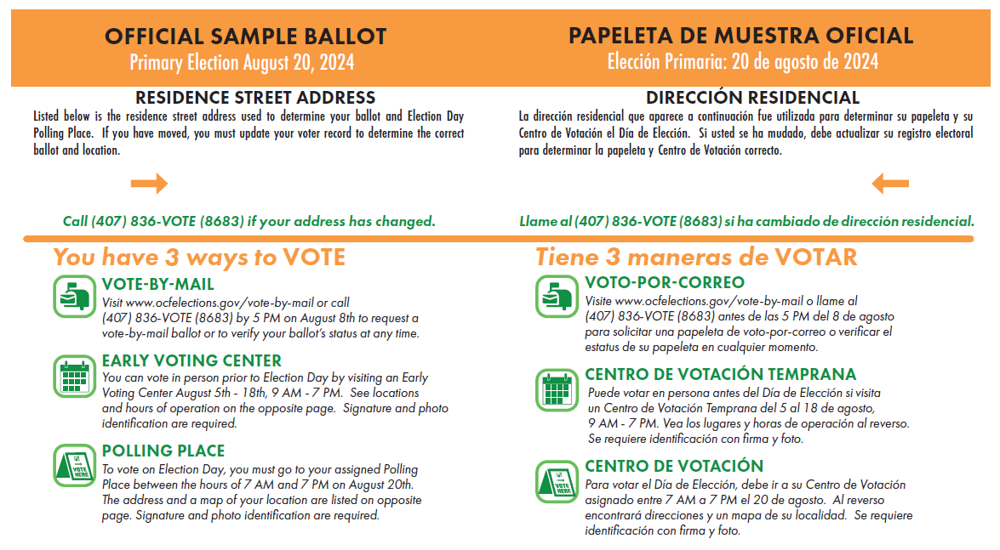 OFFICIAL SAMPLE BALLOT
Primary Election August 20, 2024
RESIDENCE STREET ADDRESS
Listed below is the residence street address used to determine your ballot and Election Day
Polling Place.  If you have moved, you must update your voter record to determine the correct
ballot and location.
Call (407) 836-VOTE (8683) if your address has changed.
You have 3 ways to VOTE
VOTE-BY-MAIL
Visit www.ocfelections.gov/vote-by-mail or call
(407) 836-VOTE (8683) by 5 PM on August 8th to request a
vote-by-mail ballot or to verify your ballot's status at any time.
EARLY VOTING CENTER
You can vote in person prior to Election Day by visiting an Early
Voting Center August 5th - 18th, 9 AM - 7 PM.  See locations
and hours of operation on the opposite page.  Signature and photo
identification are required.
VOTE
HERE
POLLING PLACE
To vote on Election Day, you must go to your assigned Polling
Place between the hours of 7 AM and 7 PM on August 20th.
The address and a map of your location are listed on opposite
page. Signature and photo identification are required.
PAPELETA DE MUESTRA OFICIAL
Elección Primaria: 20 de agosto de 2024
DIRECCIÓN RESIDENCIAL
La dirección residencial que aparece a continuación fue utilizada para determinar su papeleta y su
Centro de Votación el Día de Elección.  Si usted se ha mudado, debe actualizar su registro electoral
para determinar la papeleta y Centro de Votación correcto.
Llame al (407) 836-VOTE (8683) si ha cambiado de dirección residencial.
Tiene 3 maneras de VOTAR
VOTO-POR-CORREO
Visite www.ocfelections.gov/vote-by-mail o llame al
(407) 836-VOTE (8683) antes de las 5 PM del 8 de agosto
para solicitar una papeleta de voto-por-correo o verificar el
estatus de su papeleta en cualquier momento.
CENTRO DE VOTACIÓN TEMPRANA
Puede votar en persona antes del Día de Elección si visita
un Centro de Votación Temprana del 5 al 18 de agosto,
9 AM - 7 PM. Vea los lugares y horas de operación al reverso.
Se requiere identificación con firma y foto.
VOTE
HERE
CENTRO DE VOTACIÓN
Para votar el Día de Elección, debe ir a su Centro de Votación
asignado entre 7 AM a 7 PM el 20 de agosto.  Al reverso
encontrará direcciones y un mapa de su localidad.  Se requiere
identificación con firma y foto.